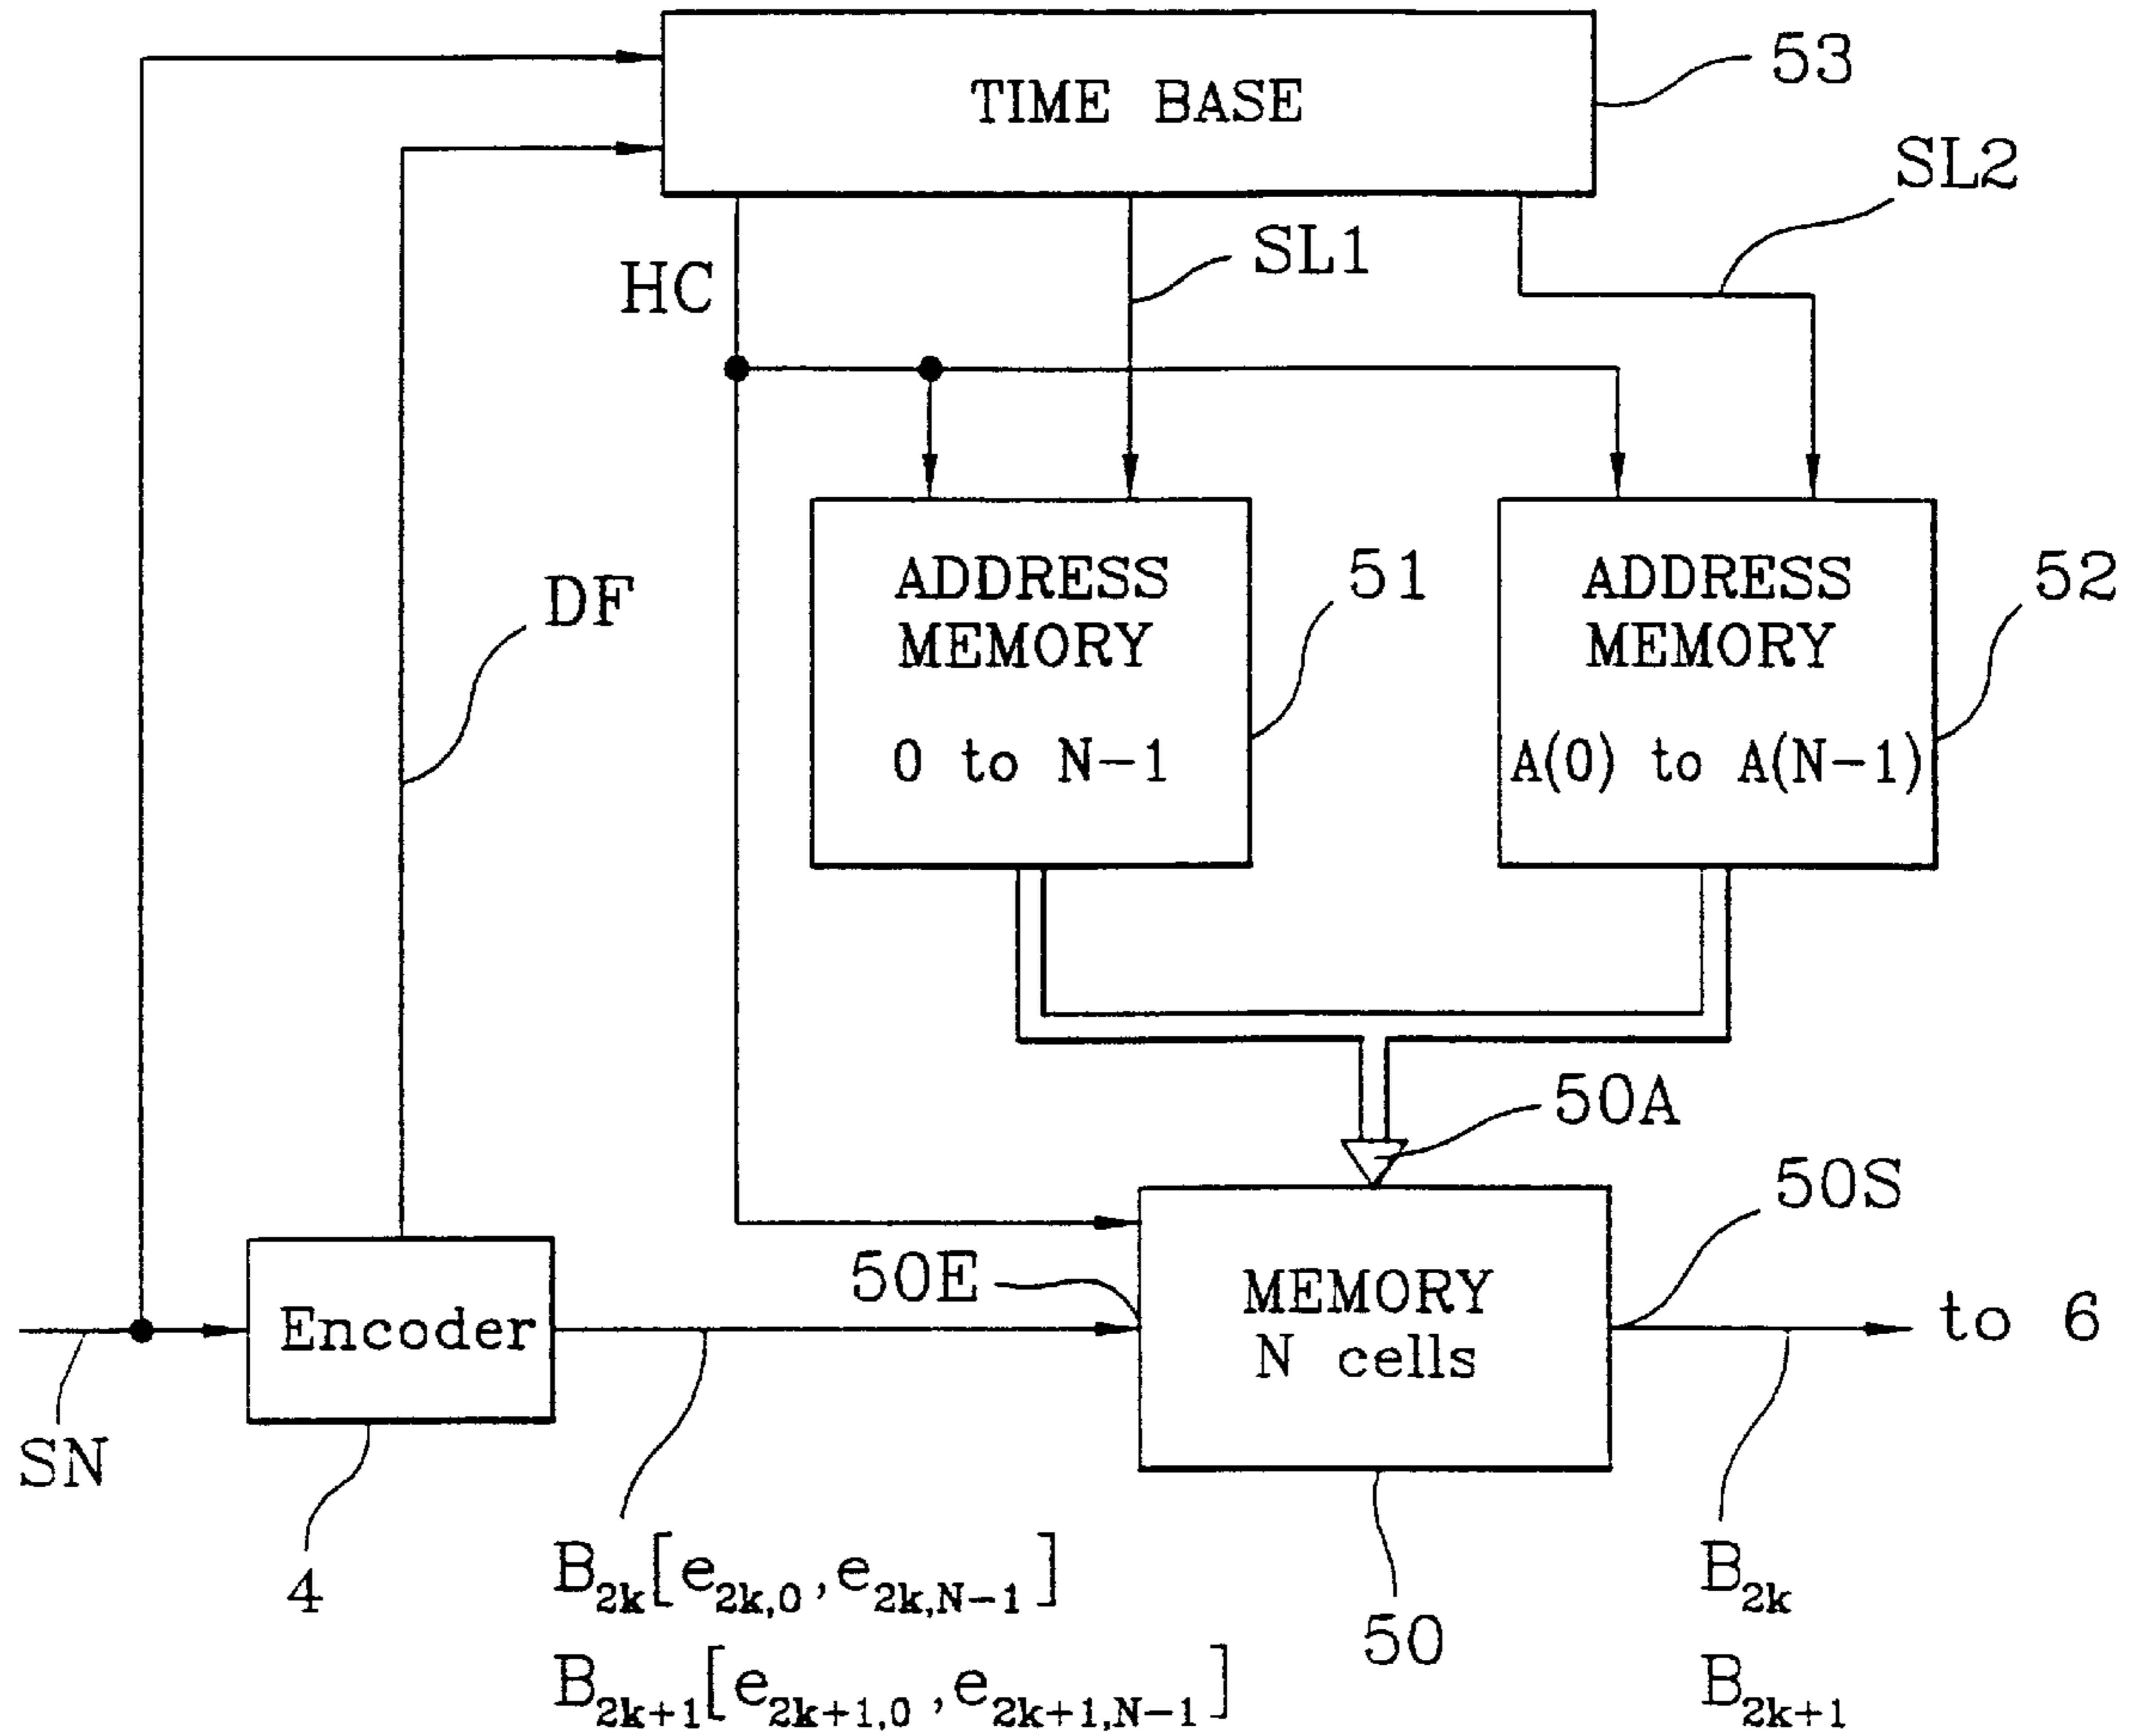 TIME BASE
53
SL2
SL1
HC
ADDRESS
MEMORY
0 to N-1
51
ADDRESS
MEMORY
A(0) to A(N-1)
52
DF
50A
50S
50E
Encoder
MEMORY
N cells
to 6
SN
4
B2k[e2k,0,e2k,N-1]
B2k+1[e2k+1,0,e2k+1,N-1]
50
B2k
B2k+1